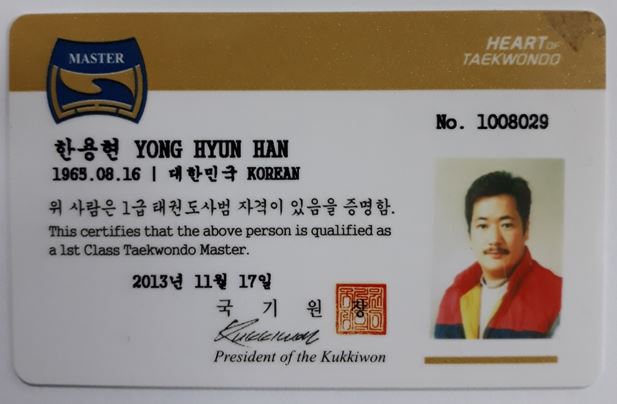 MASTER
HEART OF
TAEKWONDO
No. 1008029
한용현 YONG HYUN HAN
1965.08.16 | 대한민국 KOREAN
위 사람은 1급 태권도사범 자격이 있음을 증명함.
This certifies that the above person is qualified as
a 1st Class Taekwondo Master.
2013년 11월 17일
국 기 원 장
Kukkiwon
President of the Kukkiwon